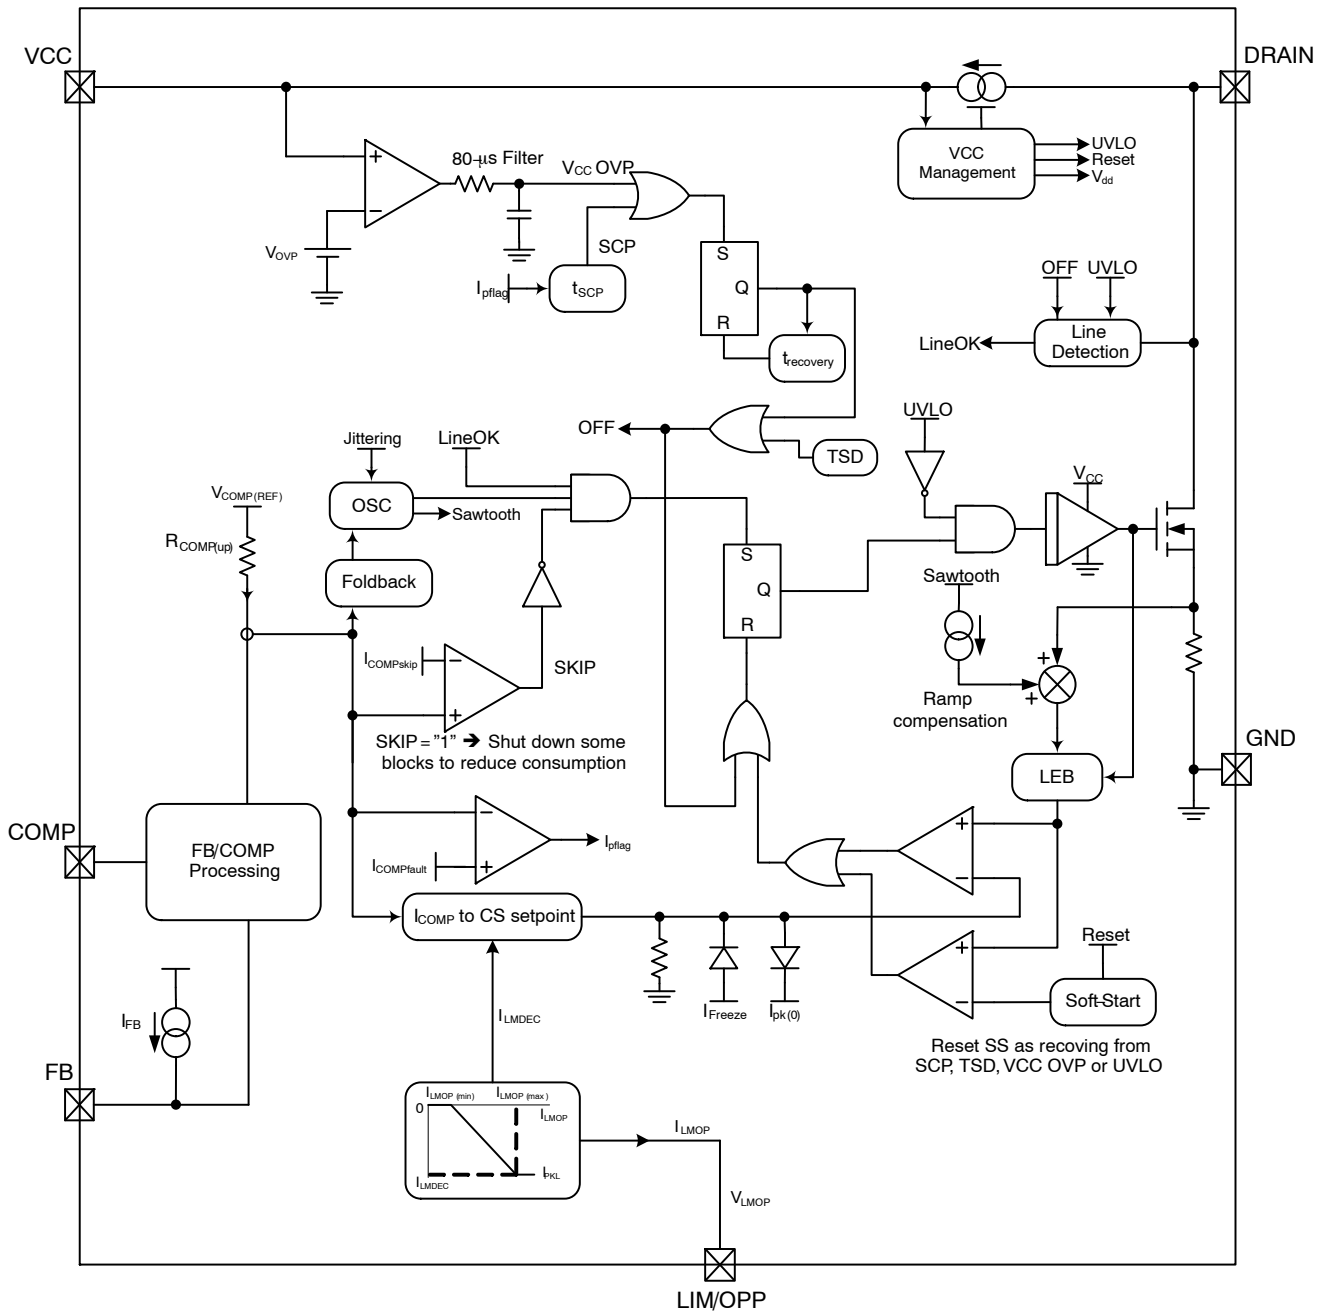 VCC
DRAIN
VCC
Management
UVLO
Reset
Vdd
+
−
80−µs Filter
VCC OVP
VOVP
SCP
Ipflag
tSCP
S
Q
R
trecovery
OFF
UVLO
Line
Detection
LineOK
OFF
TSD
UVLO
Jittering
LineOK
VCOMP(REF)
OSC
Sawtooth
RCOMP(up)
Foldback
VCC
S
Q
R
Sawtooth
ICOMPskip
−
+
SKIP
SKIP = ”1” ➔ Shut down some
blocks to reduce consumption
+
+
Ramp
compensation
GND
LEB
COMP
FB/COMP
Processing
−
+
Ipflag
ICOMPfault
+
−
ICOMP to CS setpoint
+
−
Reset
Soft−Start
IFreeze
Ipk(0)
ILMDEC
IFB
Reset SS as recoving from
SCP, TSD, VCC OVP or UVLO
FB
ILMOP (min)
ILMOP (max)
0
ILMOP
IPKL
ILMDEC
ILMOP
VLMOP
LIM/OPP